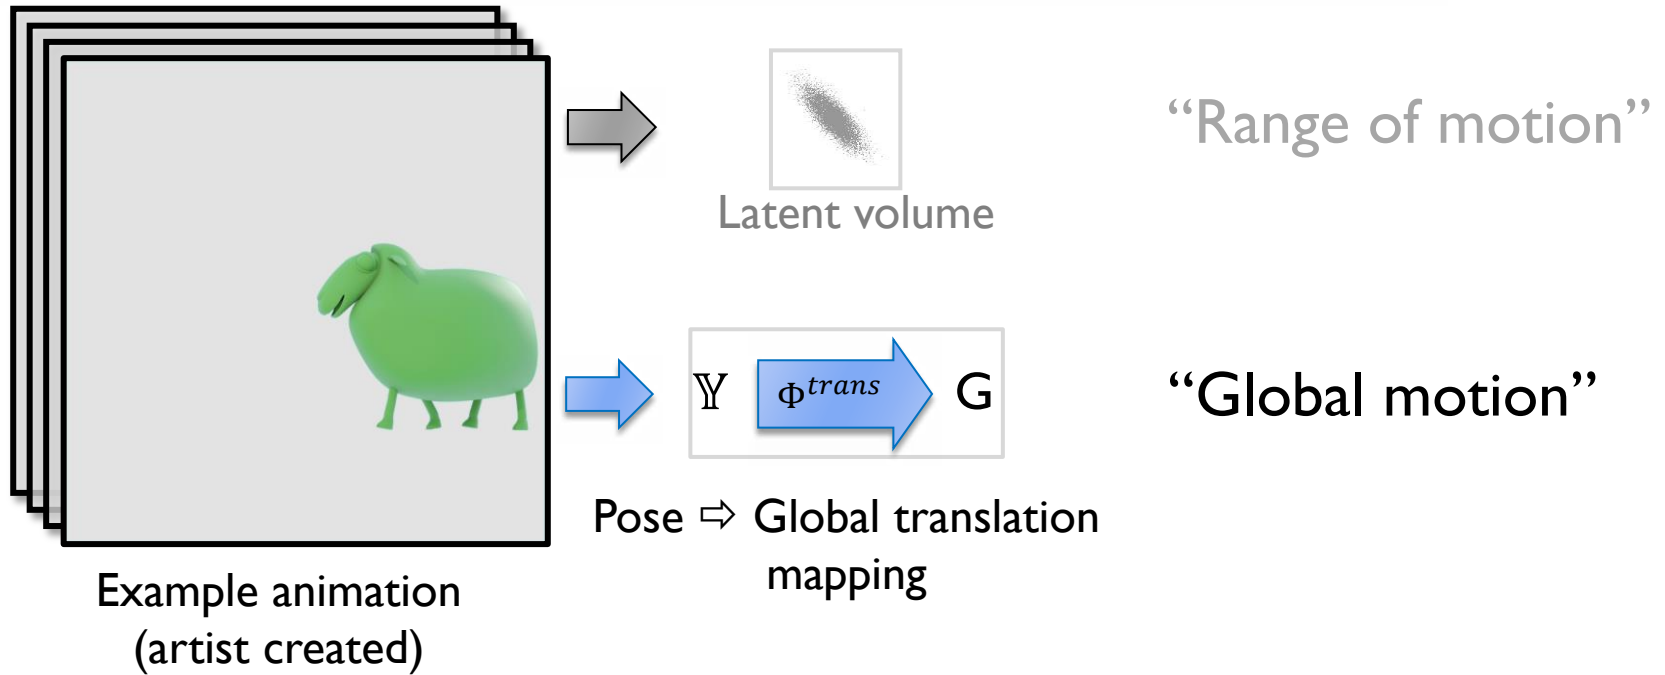 “Range of motion”
Latent volume
𝕐 Φ^trans G
“Global motion”
Pose ⇨ Global translation
mapping
Example animation
(artist created)